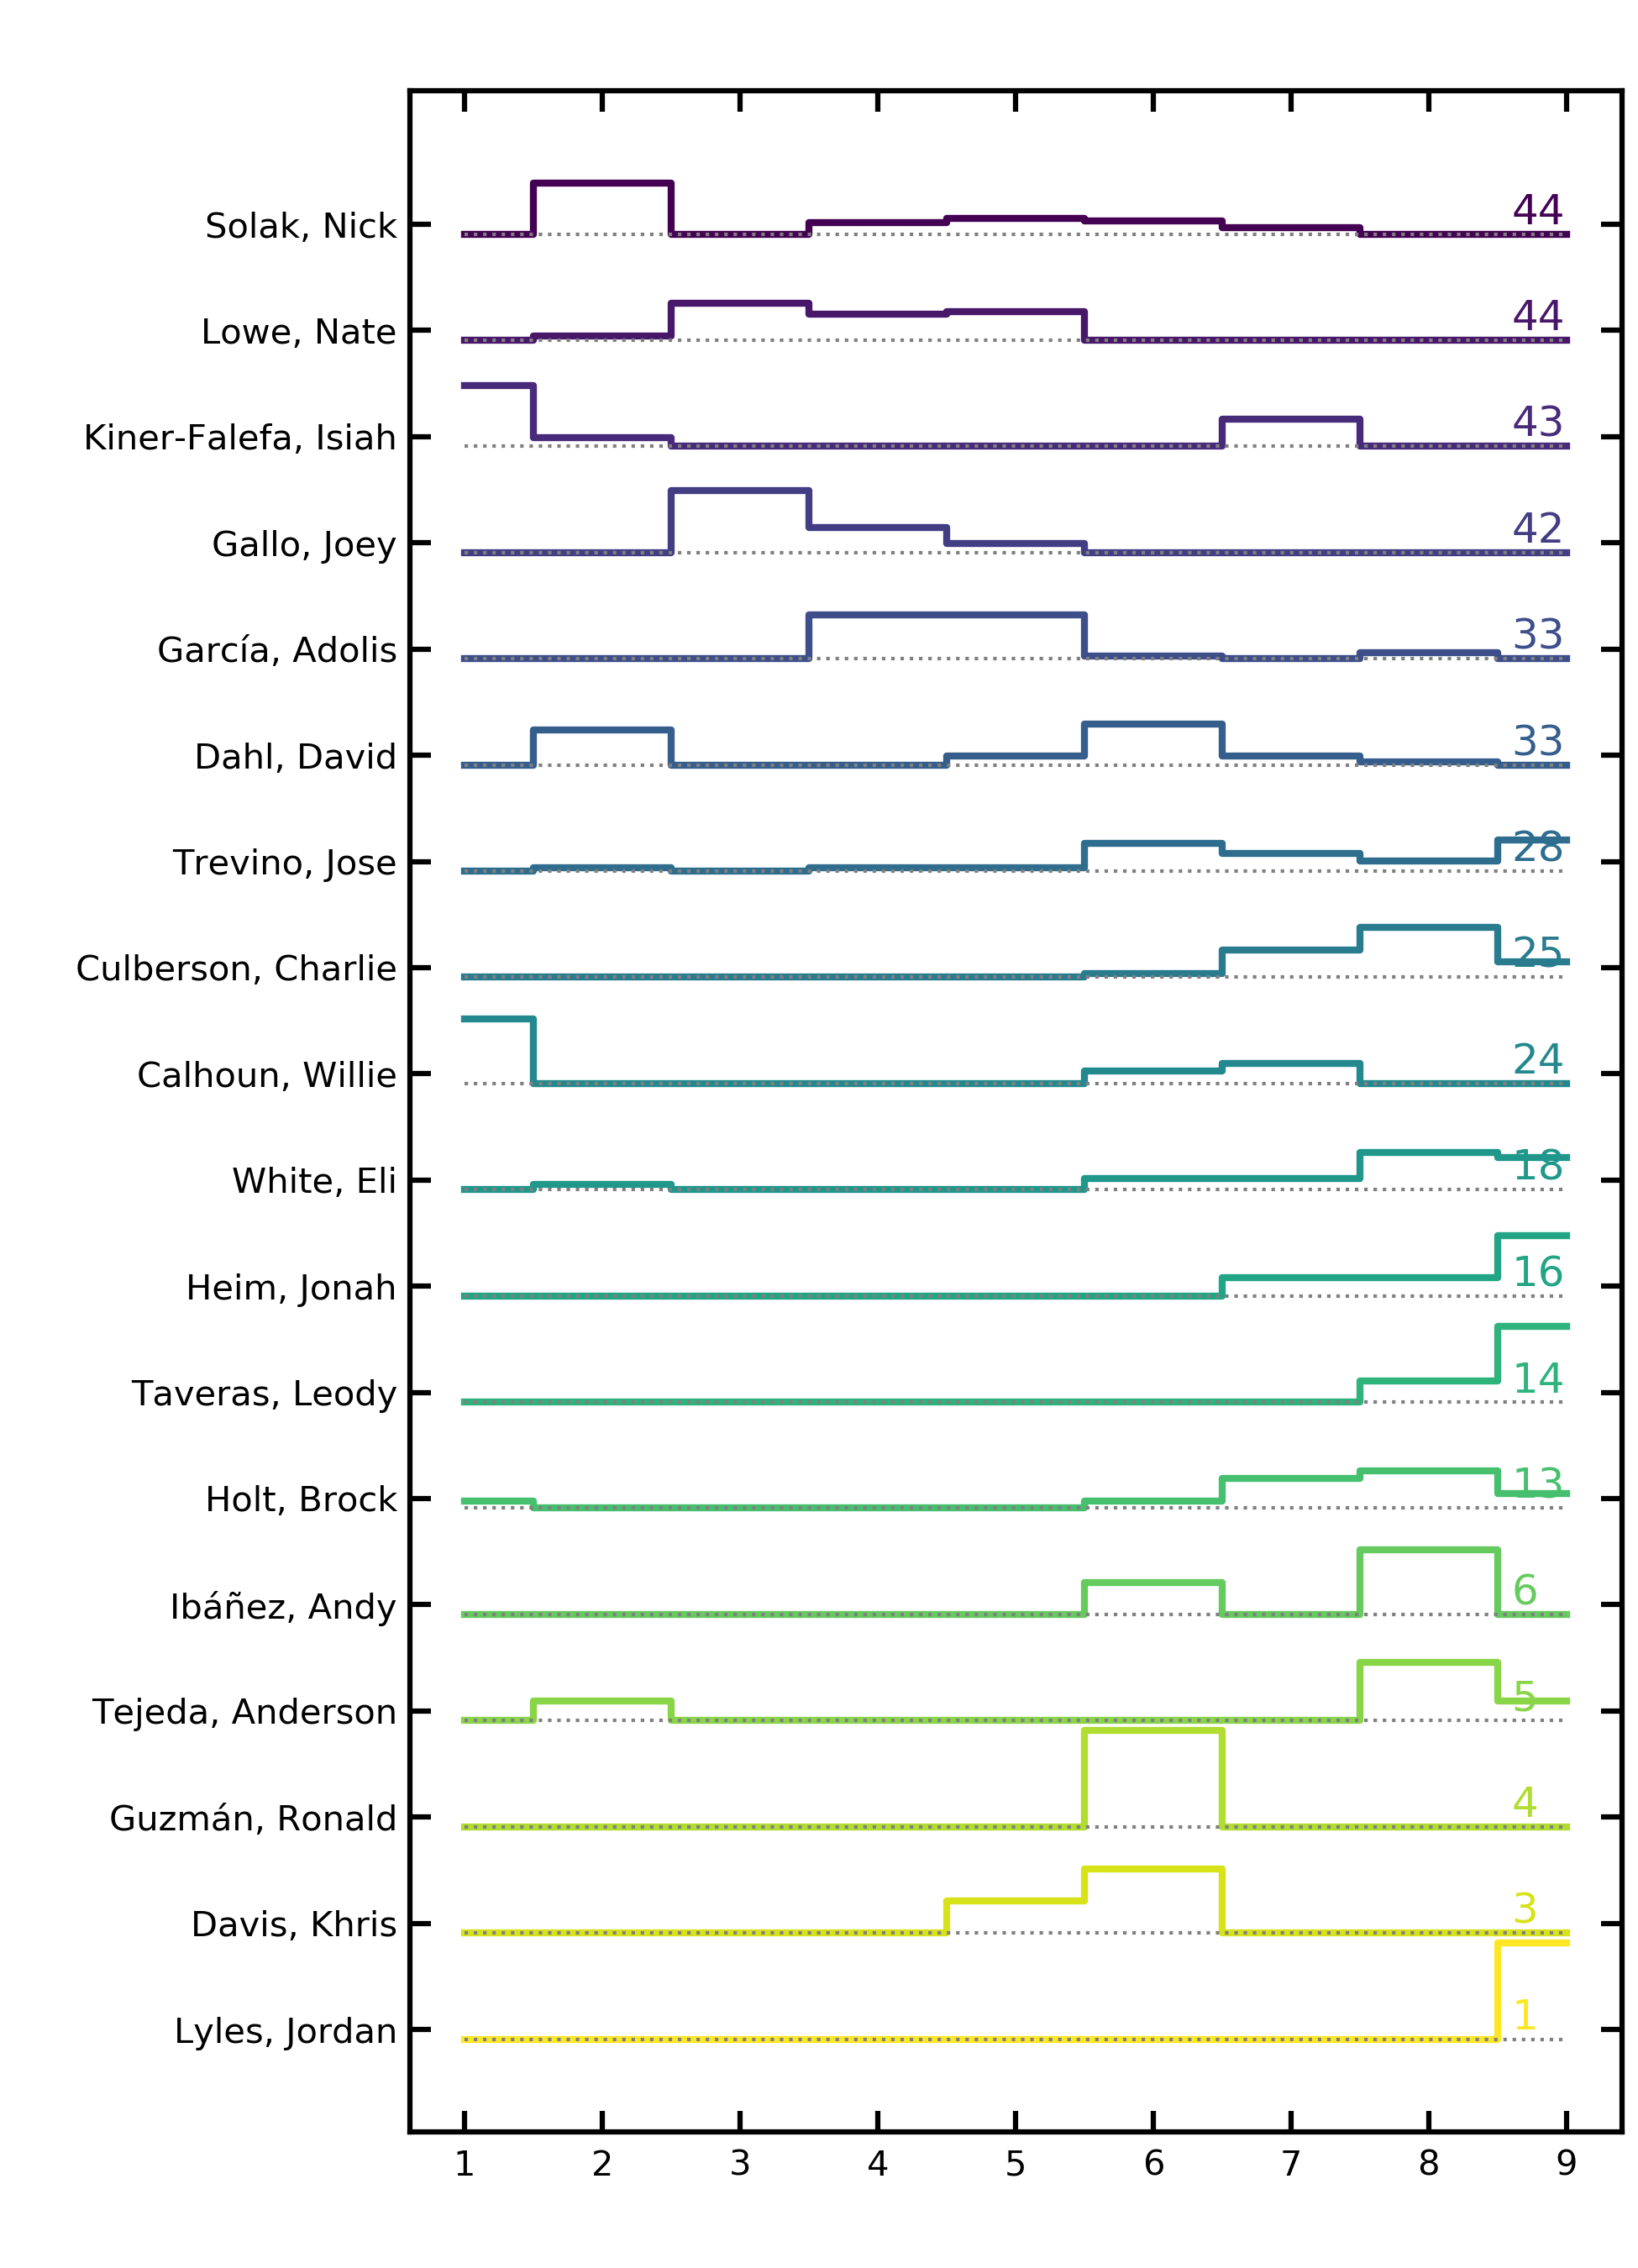 Solak, Nick 44
Lowe, Nate 44
Kiner-Falefa, Isiah 43
Gallo, Joey 42
García, Adolis 33
Dahl, David 33
Trevino, Jose 28
Culberson, Charlie 25
Calhoun, Willie 24
White, Eli 18
Heim, Jonah 16
Taveras, Leody 14
Holt, Brock 13
Ibáñez, Andy 6
Tejeda, Anderson 5
Guzmán, Ronald 4
Davis, Khris 3
Lyles, Jordan 1
1 2 3 4 5 6 7 8 9